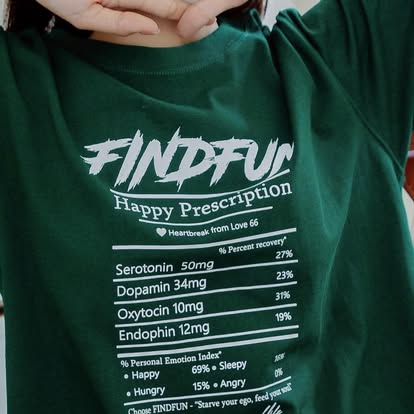 FINDFUN
Happy Prescription
Heartbreak from Love 66
% Percent recovery*
Serotonin 50mg 27%
Dopamin 34mg 23%
Oxytocin 10mg 31%
Endophin 12mg 19%
% Personal Emotion Index*
• Happy 69% • Sleepy
• Hungry 15% • Angry 0%
Choose FINDFUN - "Starve your ego, feed your soul."